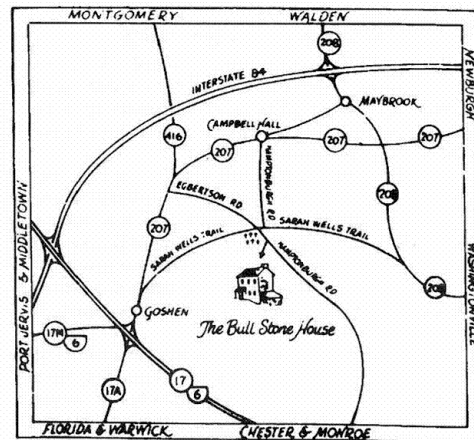 MONTGOMERY
WALDEN
208
INTERSTATE 84
NEWBURGH
MAYBROOK
CAMPBELL HALL
416
207
207
207
HAMPTONBURGH RD
EGBERTSON RD
208
207
SARAH WELLS TRAIL
SARAH WELLS TRAIL
HAMPTONBURGH RD
PORT JERVIS & MIDDLETOWN
WASHINGTONVILLE
208
GOSHEN
The Bull Stone House
17M
6
17A
17
6
FLORIDA & WARWICK
CHESTER & MONROE